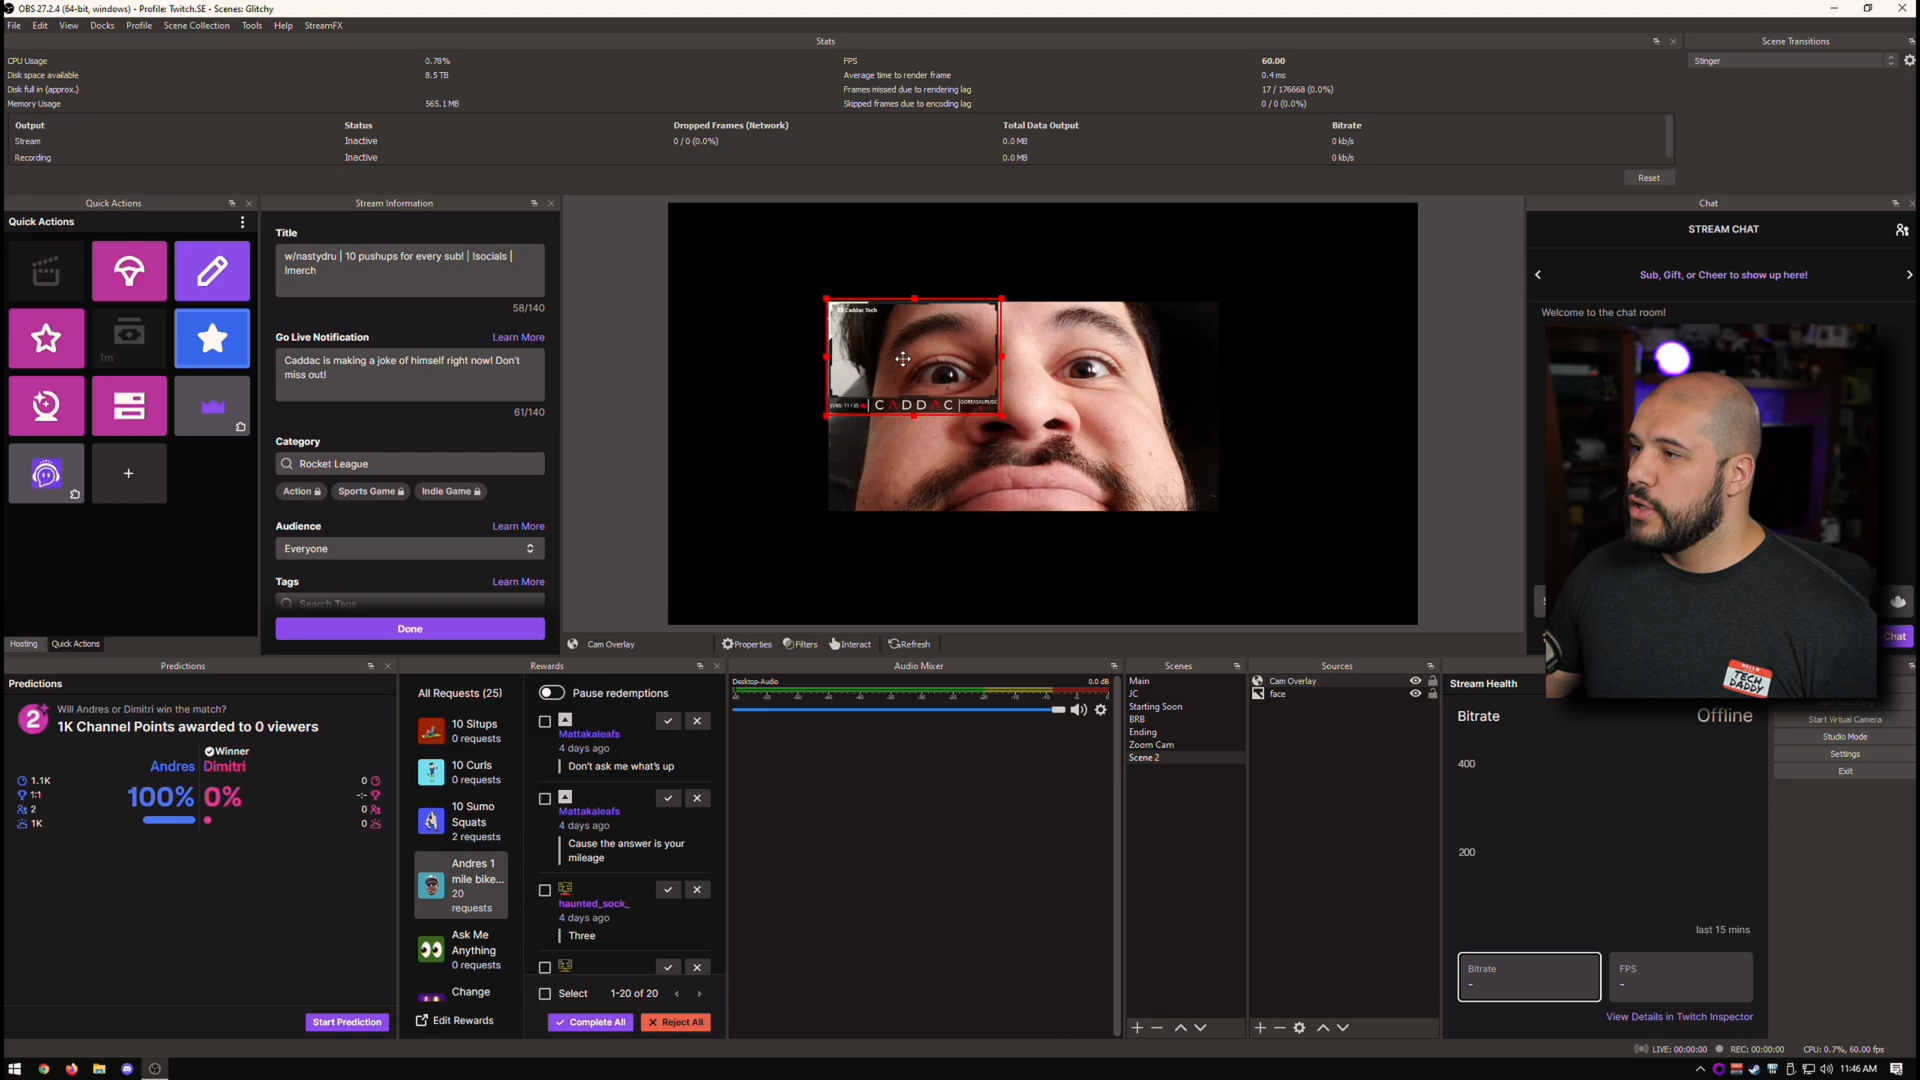 OBS 27.2.4 (64-bit, windows) - Profile: Twitch.SE - Scenes: Glitchy
File Edit View Docks Profile Scene Collection Tools Help StreamFX
Stats
Scene Transitions
CPU Usage 0.78% FPS 60.00
Stinger
Disk space available 8.5 TB Average time to render frame 0.4 ms
Disk full in (approx.) Frames missed due to rendering lag 17 / 176668 (0.0%)
Memory Usage 565.1 MB Skipped frames due to encoding lag 0 / 0 (0.0%)
Output Status Dropped Frames (Network) Total Data Output Bitrate
Stream Inactive 0 / 0 (0.0%) 0.0 MB 0 kb/s
Recording Inactive 0.0 MB 0 kb/s
Reset
Quick Actions
Quick Actions
1m
Hosting Quick Actions
Stream Information
Title
w/nastydru | 10 pushups for every sub! | !socials |
!merch
58/140
Go Live Notification Learn More
Caddac is making a joke of himself right now! Don't
miss out!
61/140
Category
Rocket League
Action Sports Game Indie Game
Audience Learn More
Everyone
Tags Learn More
Search Tags
Done
Caddac Tech
CADDAC
Cam Overlay Properties Filters Interact Refresh
Chat
STREAM CHAT
Sub, Gift, or Cheer to show up here!
Welcome to the chat room!
Chat
HELLO
TECH
DADDY
Predictions
Predictions
2
Will Andres or Dimitri win the match?
1K Channel Points awarded to 0 viewers
Winner
Andres Dimitri
1.1K 0
1:1 100% 0% -:-
2 0
1K 0
Start Prediction
Rewards
All Requests (25)
10 Situps
0 requests
10 Curls
0 requests
10 Sumo
Squats
2 requests
Andres 1
mile bike...
20
requests
Ask Me
Anything
0 requests
Change
Edit Rewards
Pause redemptions
Mattakaleafs
4 days ago
Don't ask me what's up
Mattakaleafs
4 days ago
Cause the answer is your
mileage
haunted_sock_
4 days ago
Three
Select 1-20 of 20
Complete All Reject All
Audio Mixer
Desktop-Audio 0.0 dB
Scenes
Main
JC
Starting Soon
BRB
Ending
Zoom Cam
Scene 2
Sources
Cam Overlay
face
Stream Health
Bitrate Offline
400
200
last 15 mins
Bitrate
-
FPS
-
View Details in Twitch Inspector
Start Virtual Camera
Studio Mode
Settings
Exit
LIVE: 00:00:00 REC: 00:00:00 CPU: 0.7%, 60.00 fps
11:46 AM